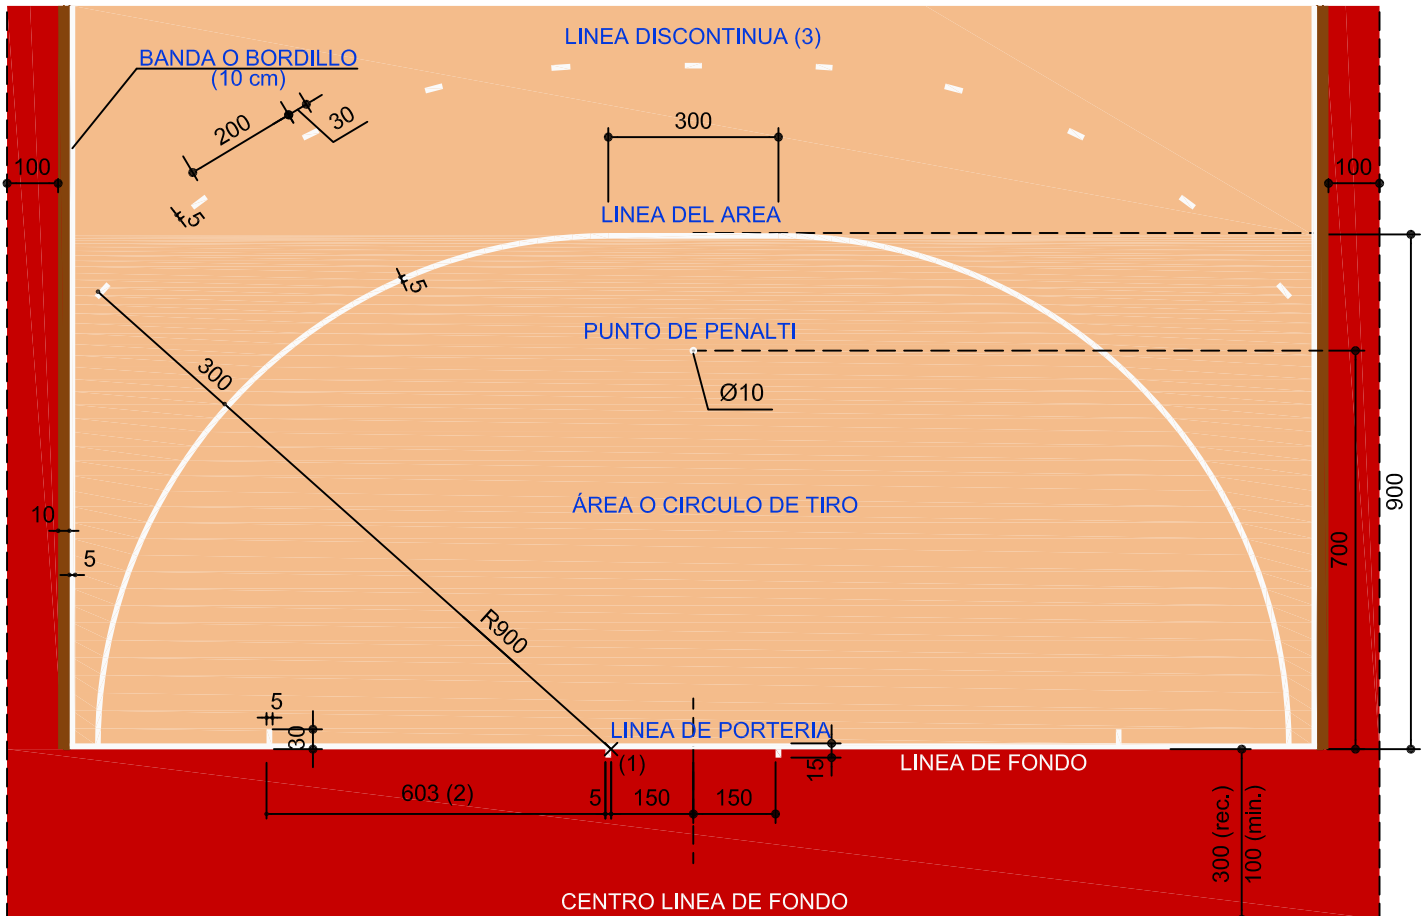 LINEA DISCONTINUA (3)
BANDA O BORDILLO
(10 cm)
200
30
300
100
100
5
LINEA DEL AREA
5
PUNTO DE PENALTI
300
Ø10
ÁREA O CIRCULO DE TIRO
900
10
700
5
R900
5
30
LINEA DE PORTERIA
(1)
15
LINEA DE FONDO
603 (2)
5
150
150
300 (rec.)
100 (min.)
CENTRO LINEA DE FONDO